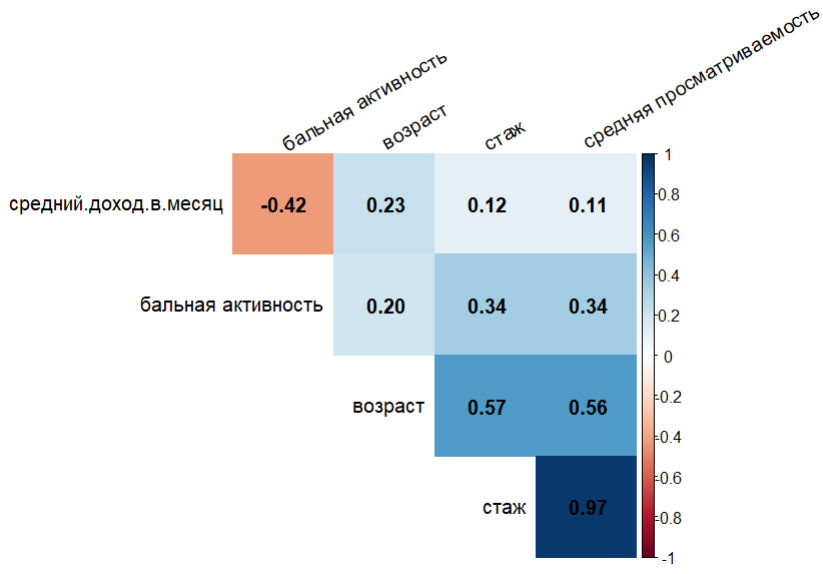 бальная активность
возраст
стаж
средняя просматриваемость
средний.доход.в.месяц
-0.42 0.23 0.12 0.11
бальная активность
0.20 0.34 0.34
возраст
0.57 0.56
стаж
0.97
1
0.8
0.6
0.4
0.2
0
-0.2
-0.4
-0.6
-0.8
-1